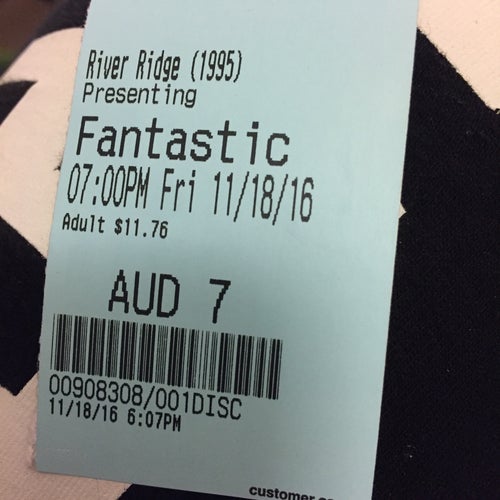 River Ridge (1995)
Presenting
Fantastic
07:00PM Fri 11/18/16
Adult $11.76
AUD 7
00908308/001DISC
11/18/16 6:07PM
customer